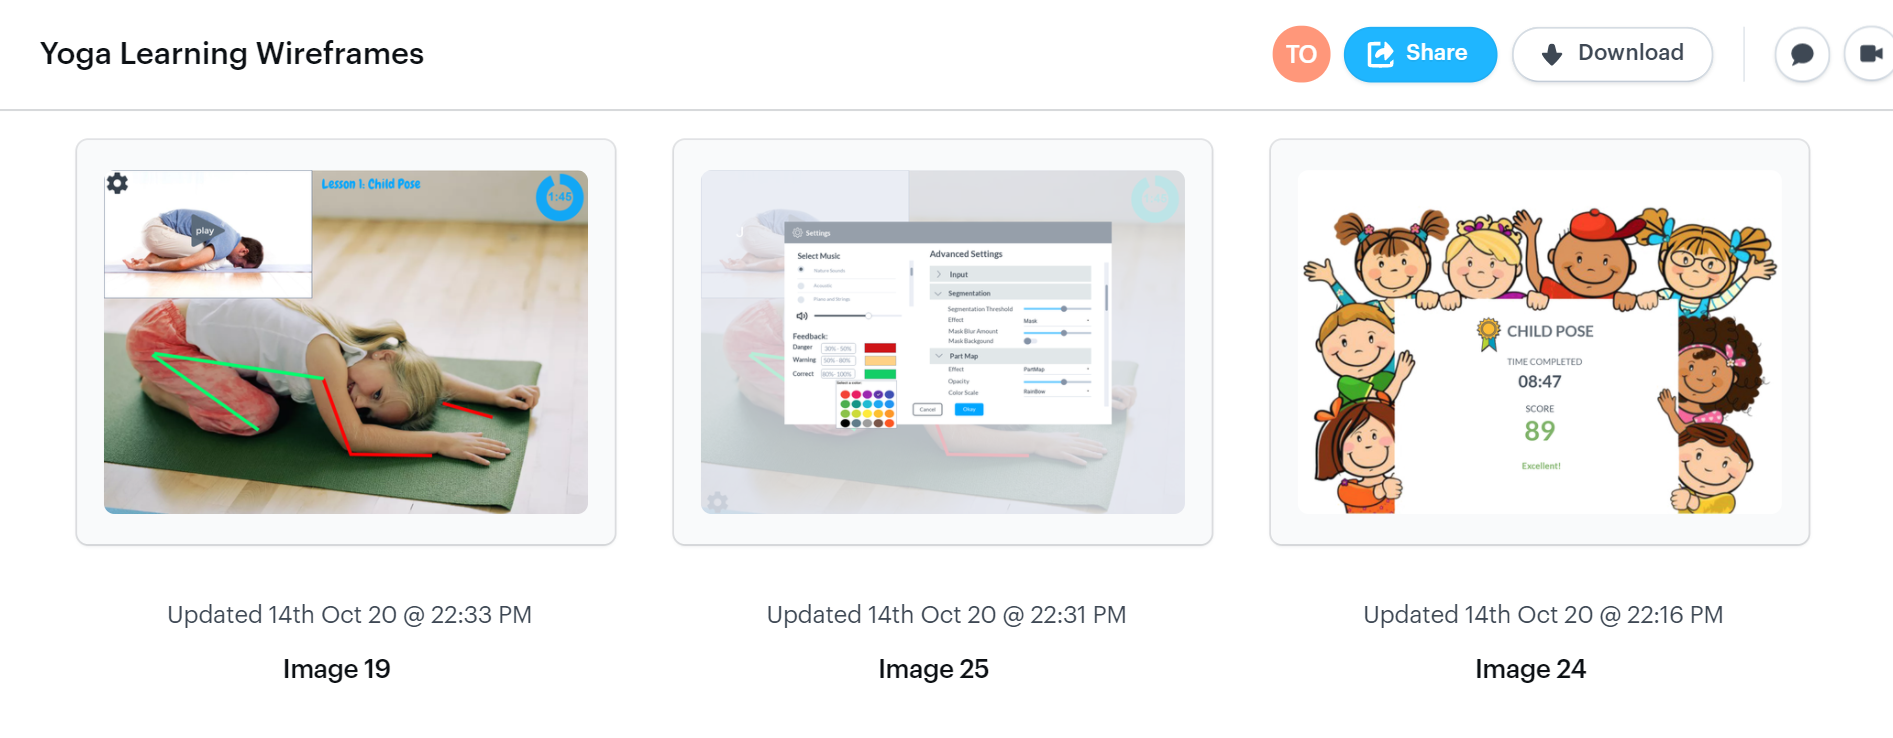 Yoga Learning Wireframes
TO
Share
Download
Lesson 1: Child Pose
1:45
play
Settings
Select Music
Nature Sounds
Acoustic
Piano and Strings
Feedback:
Danger 30% - 50%
Warning 50% - 80%
Correct 80% - 100%
Select a color:
Advanced Settings
Input
Segmentation
Segmentation Threshold
Effect Mask
Mask Blur Amount
Mask Background
Part Map
Effect PartMap
Opacity
Color Scale RainBow
Cancel
Okay
CHILD POSE
TIME COMPLETED
08:47
SCORE
89
Excellent!
Updated 14th Oct 20 @ 22:33 PM
Updated 14th Oct 20 @ 22:31 PM
Updated 14th Oct 20 @ 22:16 PM
Image 19
Image 25
Image 24